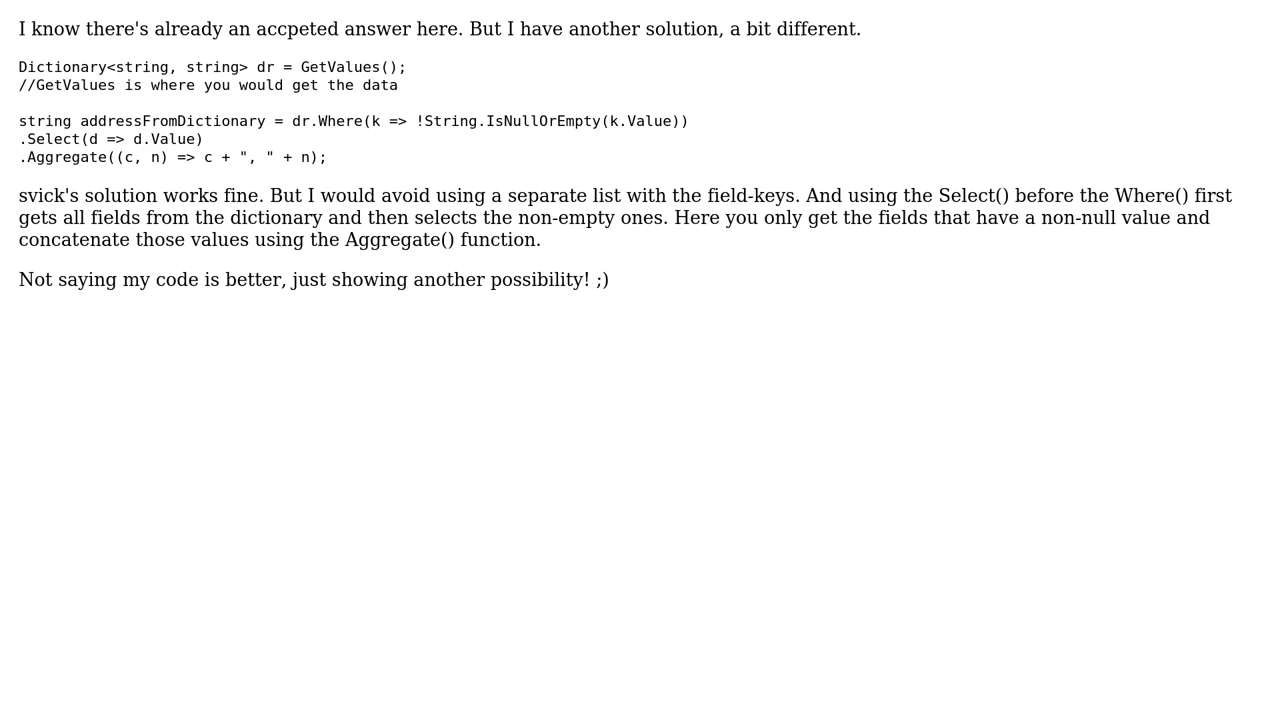 I know there's already an accpeted answer here. But I have another solution, a bit different.
Dictionary<string, string> dr = GetValues();
//GetValues is where you would get the data
string addressFromDictionary = dr.Where(k => !String.IsNullOrEmpty(k.Value))
.Select(d => d.Value)
.Aggregate((c, n) => c + ", " + n);
svick's solution works fine. But I would avoid using a separate list with the field-keys. And using the Select() before the Where() first
gets all fields from the dictionary and then selects the non-empty ones. Here you only get the fields that have a non-null value and
concatenate those values using the Aggregate() function.
Not saying my code is better, just showing another possibility! ;)